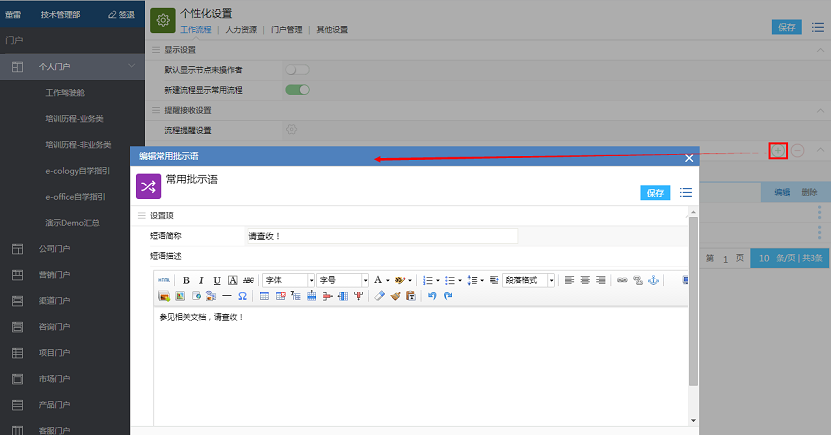 萤雷 技术管理部 签退
门户
个人门户
工作驾驶舱
培训历程-业务类
培训历程-非业务类
e-cology自学指引
e-office自学指引
演示Demo汇总
公司门户
营销门户
渠道门户
咨询门户
项目门户
市场门户
产品门户
客服门户
个性化设置
工作流程 | 人力资源 | 门户管理 | 其他设置
保存
显示设置
默认显示节点未操作者
新建流程显示常用流程
提醒接收设置
流程提醒设置
编辑 删除
第 1 页 10 条/页 | 共3条
编辑常用批示语
常用批示语
保存
设置项
短语简称 请查收！
短语描述
HTML B I U A ABC 字体 字号 A 段落格式
参见相关文档，请查收！